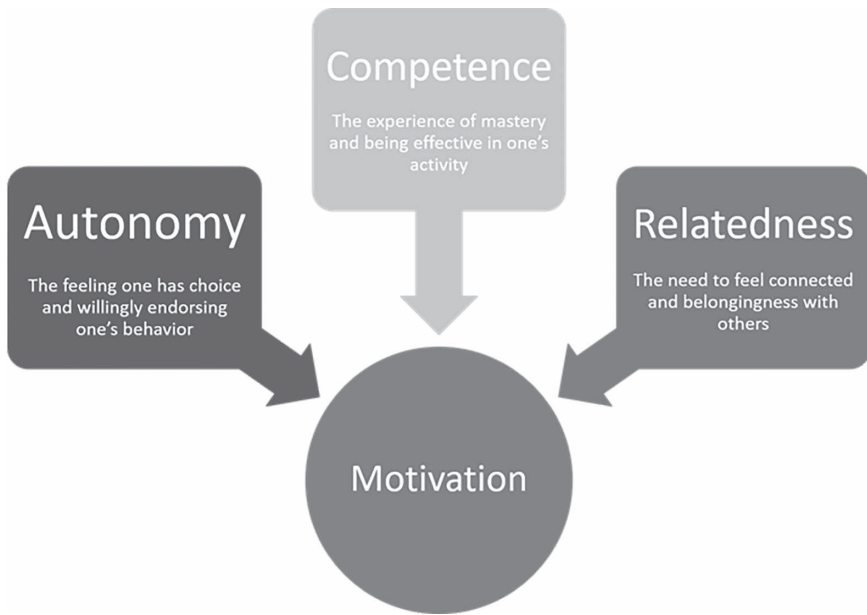 Competence
The experience of mastery
and being effective in one's
activity
Autonomy
The feeling one has choice
and willingly endorsing
one's behavior
Relatedness
The need to feel connected
and belongingness with
others
Motivation